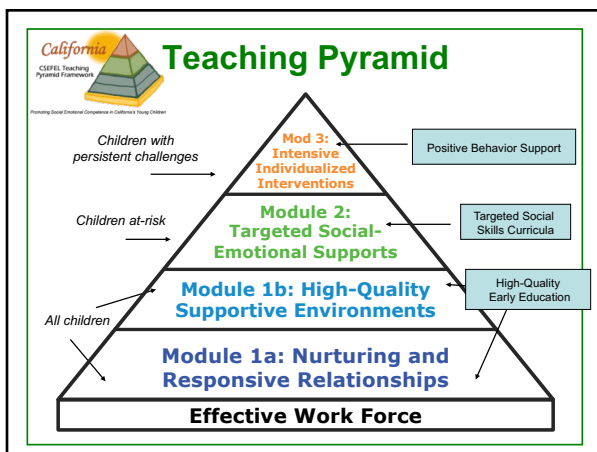 California
CSEFEL Teaching
Pyramid Framework
Promoting Social Emotional Competence in California's Young Children
Teaching Pyramid
Children with
persistent challenges
Mod 3:
Intensive
Individualized
Interventions
Positive Behavior Support
Children at-risk
Module 2:
Targeted Social-
Emotional Supports
Targeted Social
Skills Curricula
All children
Module 1b: High-Quality
Supportive Environments
High-Quality
Early Education
Module 1a: Nurturing and
Responsive Relationships
Effective Work Force